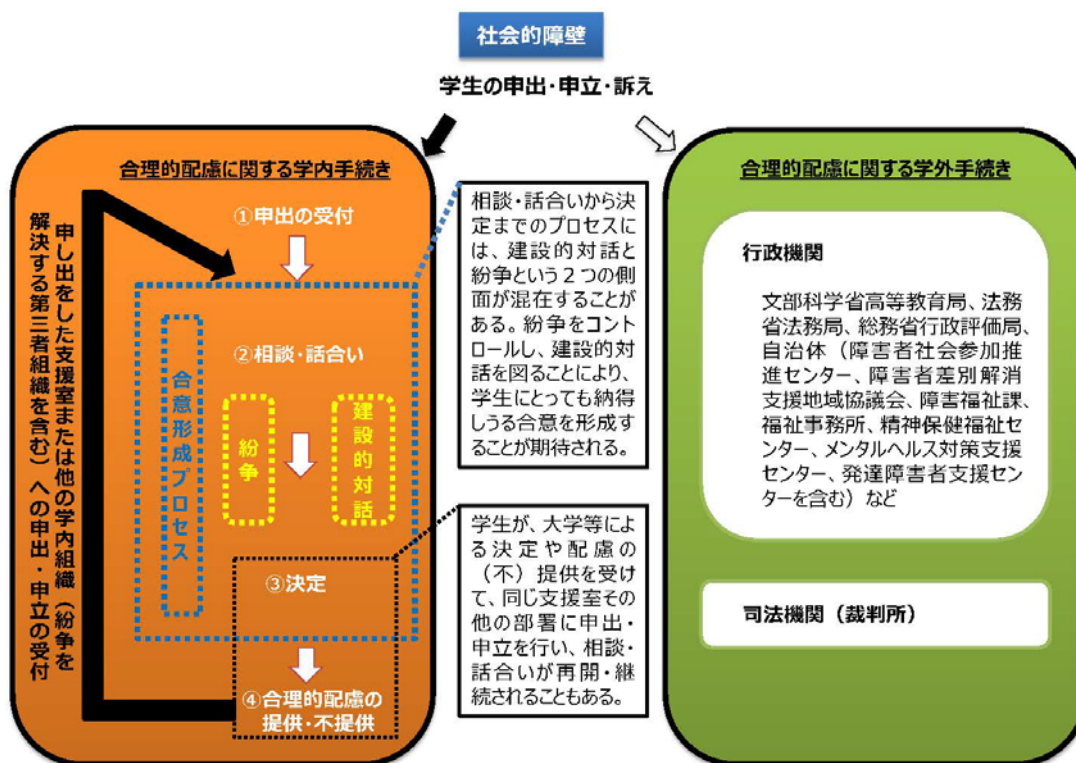 社会的障壁
学生の申出・申立・訴え
合理的配慮に関する学内手続き
申し出をした支援室または他の学内組織（紛争を
解決する第三者組織を含む）への申出・申立の受付
①申出の受付
②相談・話合い
合意形成プロセス
紛争
建設的対話
③決定
④合理的配慮の
提供・不提供
相談・話合いから決
定までのプロセスに
は、建設的対話と
紛争という２つの側
面が混在することが
ある。紛争をコント
ロールし、建設的対
話を図ることにより、
学生にとっても納得
しうる合意を形成す
ることが期待される。
学生が、大学等によ
る決定や配慮の
（不）提供を受け
て、同じ支援室その
他の部署に申出・
申立を行い、相談・
話合いが再開・継
続されることもある。
合理的配慮に関する学外手続き
行政機関
文部科学省高等教育局、法務
省法務局、総務省行政評価局、
自治体（障害者社会参加推
進センター、障害者差別解消
支援地域協議会、障害福祉課、
福祉事務所、精神保健福祉セ
ンター、メンタルヘルス対策支援
センター、発達障害者支援セン
ターを含む）など
司法機関（裁判所）